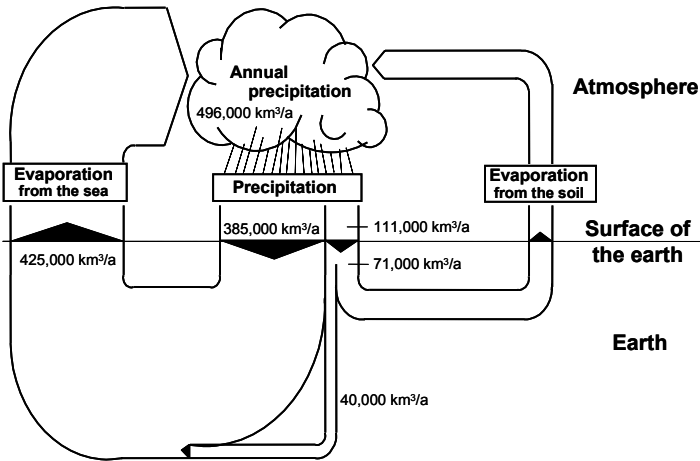 Annual
precipitation
496,000 km³/a
Atmosphere
Evaporation
from the sea
Precipitation
Evaporation
from the soil
385,000 km³/a
111,000 km³/a
Surface of
the earth
425,000 km³/a
71,000 km³/a
Earth
40,000 km³/a